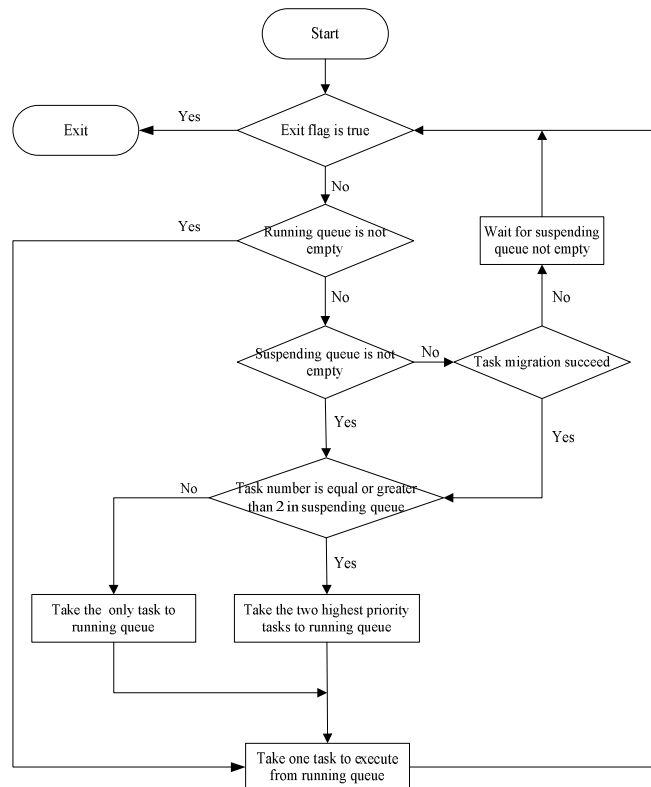 Start
Yes
Exit
Exit flag is true
No
Yes
Running queue is not
empty
Wait for suspending
queue not empty
No
No
Suspending queue is not
empty
No
Task migration succeed
Yes
Yes
No
Task number is equal or greater
than 2 in suspending queue
Yes
Take the only task to
running queue
Take the two highest priority
tasks to running queue
Take one task to execute
from running queue